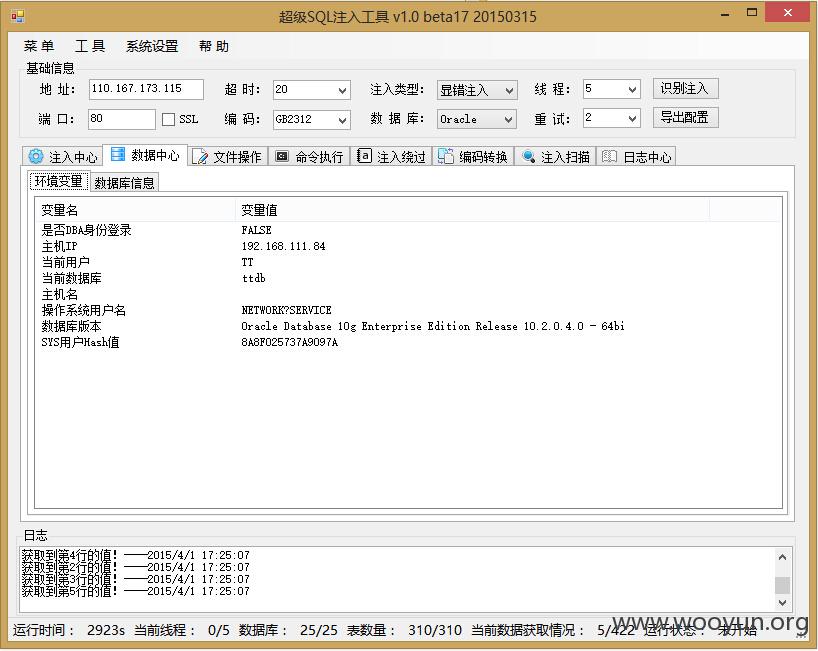 超级SQL注入工具 v1.0 beta17 20150315
菜单 工具 系统设置 帮助
基础信息
地址: 110.167.173.115 超时: 20 注入类型: 显错注入 线程: 5 识别注入
端口: 80 SSL 编码: GB2312 数据库: Oracle 重试: 2 导出配置
注入中心 数据中心 文件操作 命令执行 注入绕过 编码转换 注入扫描 日志中心
环境变量 数据库信息
变量名 变量值
是否DBA身份登录 FALSE
主机IP 192.168.111.84
当前用户 TT
当前数据库 ttdb
主机名
操作系统用户名 NETWORK?SERVICE
数据库版本 Oracle Database 10g Enterprise Edition Release 10.2.0.4.0 - 64bi
SYS用户Hash值 8A8F025737A9097A
日志
获取到第4行的值!——2015/4/1 17:25:07
获取到第2行的值!——2015/4/1 17:25:07
获取到第3行的值!——2015/4/1 17:25:07
获取到第5行的值!——2015/4/1 17:25:07
运行时间: 2923s 当前线程: 0/5 数据库: 25/25 表数量: 310/310 当前数据获取情况: 5/422 运行状态: 未开始
www.wooyun.org